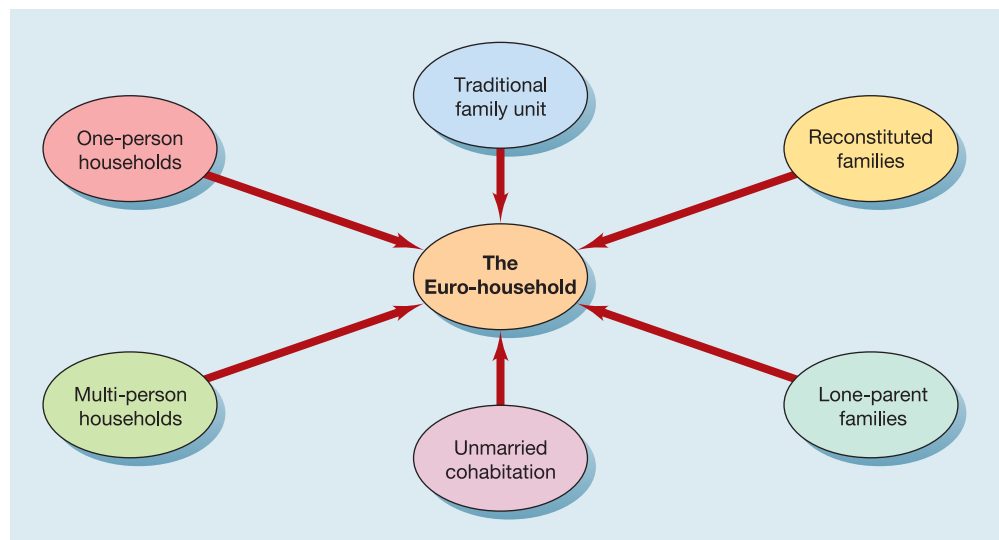 Traditional
family unit
One-person
households
Reconstituted
families
The
Euro-household
Multi-person
households
Lone-parent
families
Unmarried
cohabitation